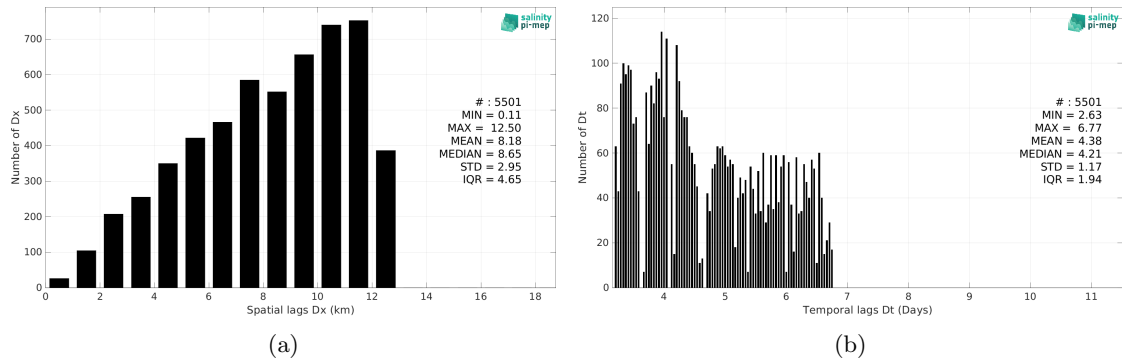 salinity
pi-mep
700
600
500
400
300
200
100
0
Number of Dx
# : 5501
MIN = 0.11
MAX = 12.50
MEAN = 8.18
MEDIAN = 8.65
STD = 2.95
IQR = 4.65
0 2 4 6 8 10 12 14 16 18
Spatial lags Dx (km)
(a)
salinity
pi-mep
120
100
80
60
40
20
0
Number of Dt
# : 5501
MIN = 2.63
MAX = 6.77
MEAN = 4.38
MEDIAN = 4.21
STD = 1.17
IQR = 1.94
4 5 6 7 8 9 10 11
Temporal lags Dt (Days)
(b)